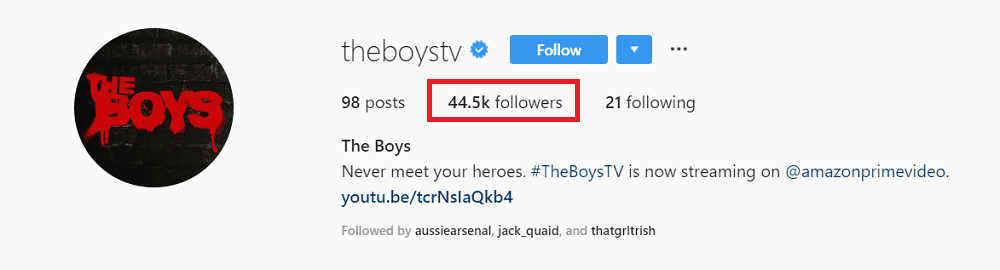 THE
BOYS
theboystv Follow
98 posts 44.5k followers 21 following
The Boys
Never meet your heroes. #TheBoysTV is now streaming on @amazonprimevideo.
youtu.be/tcrNsIaQkb4
Followed by aussiearsenal, jack_quaid, and thatgrltrish